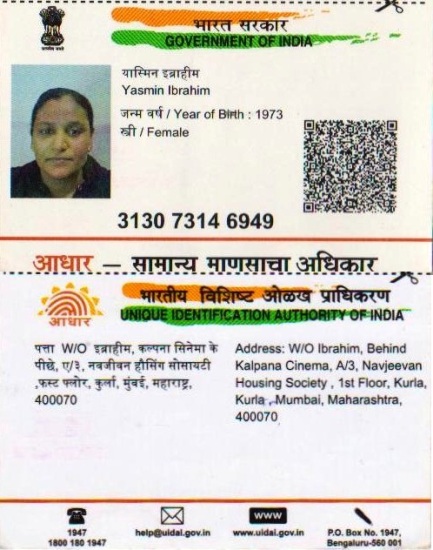 भारत सरकार
GOVERNMENT OF INDIA
यास्मिन इब्राहीम
Yasmin Ibrahim
जन्म वर्ष / Year of Birth : 1973
स्त्री / Female
3130 7314 6949
आधार — सामान्य माणसाचा अधिकार
भारतीय विशिष्ट ओळख प्राधिकरण
UNIQUE IDENTIFICATION AUTHORITY OF INDIA
आधार
पत्ता W/O इब्राहीम, कल्पना सिनेमा के
पीछे, ए/३, नवजीवन हौसिंग सोसायटी
,फस्ट फ्लोर, कुर्ला, मुंबई, महाराष्ट्र,
400070
Address: W/O Ibrahim, Behind
Kalpana Cinema, A/3, Navjeevan
Housing Society , 1st Floor, Kurla,
Kurla ,Mumbai, Maharashtra,
400070
1947
1800 180 1947
help@uidai.gov.in
www
www.uidai.gov.in
P.O. Box No. 1947,
Bengaluru-560 001